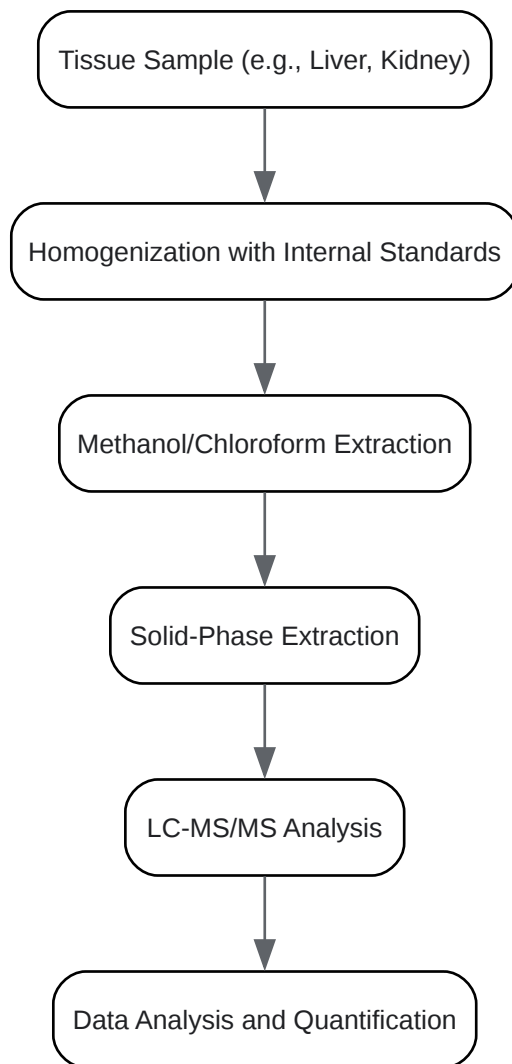 Tissue Sample (e.g., Liver, Kidney)
Homogenization with Internal Standards
Methanol/Chloroform Extraction
Solid-Phase Extraction
LC-MS/MS Analysis
Data Analysis and Quantification